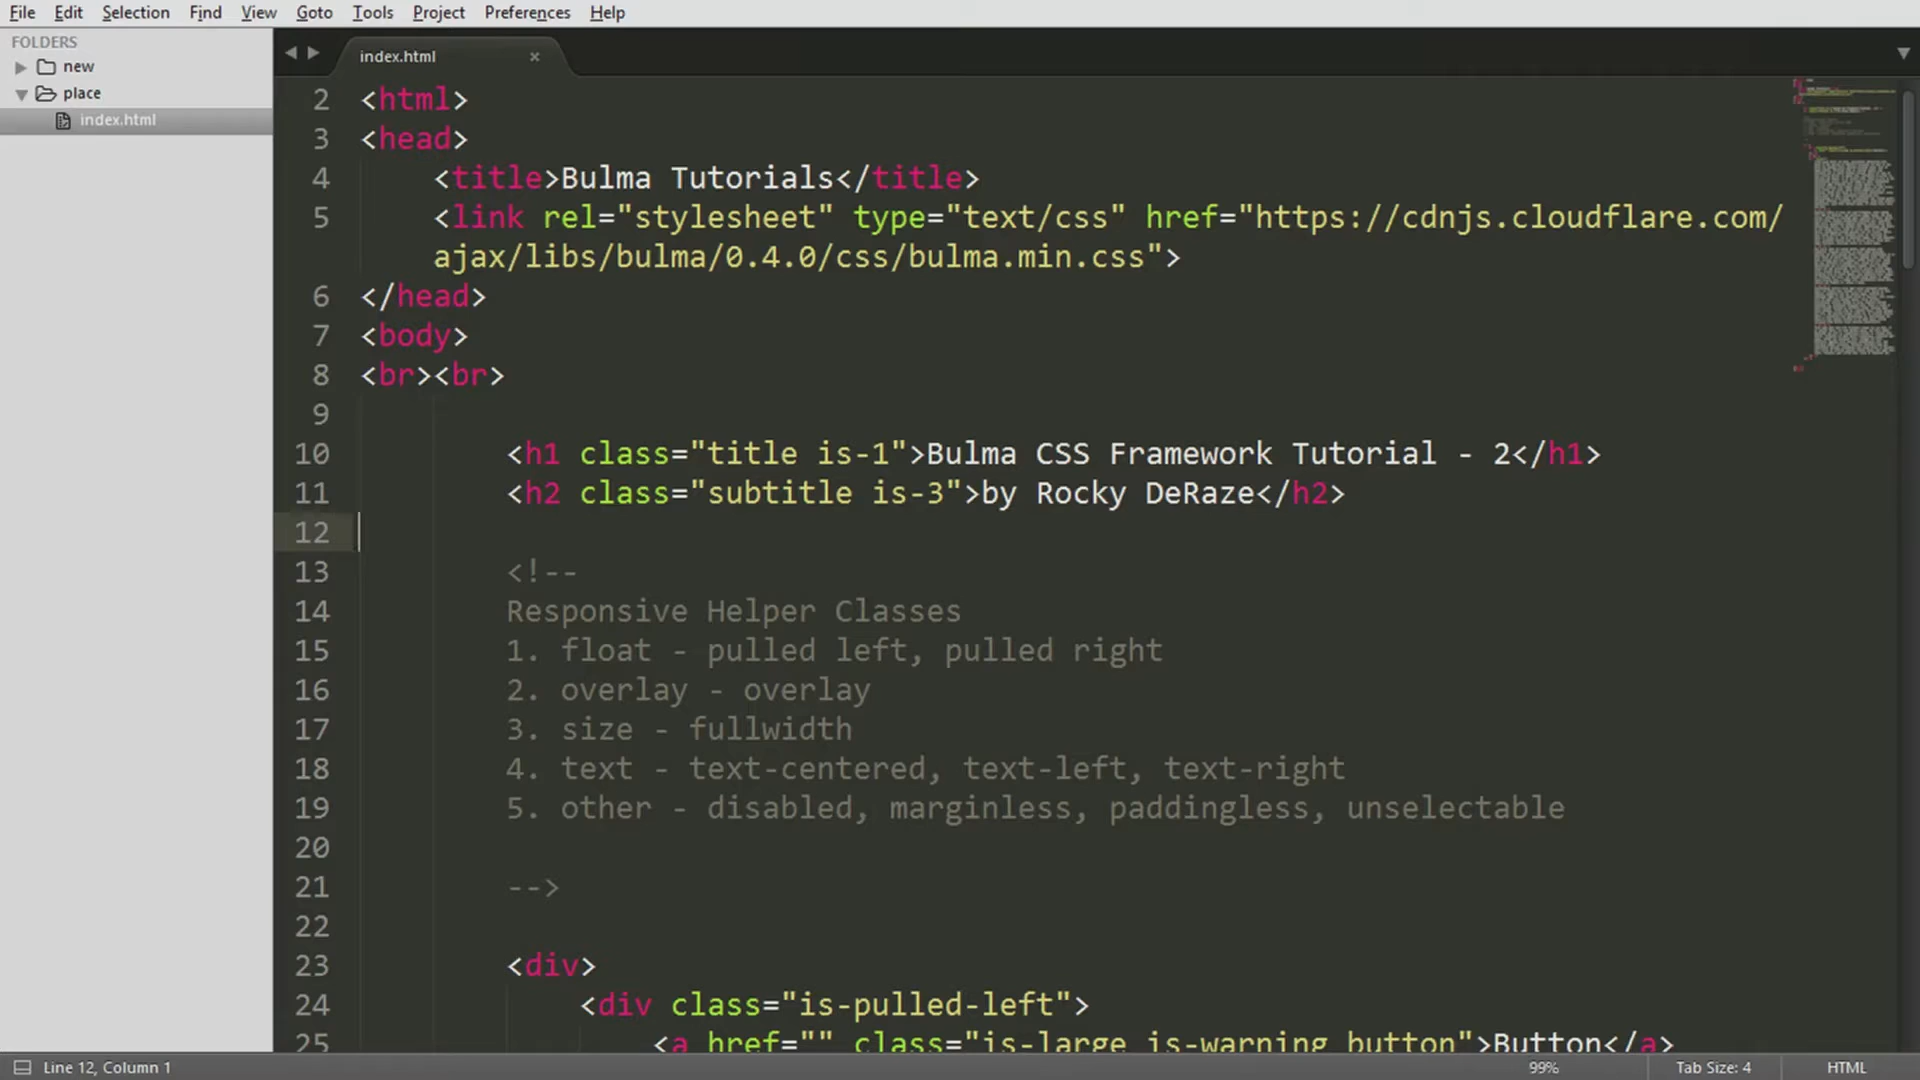 File Edit Selection Find View Goto Tools Project Preferences Help
FOLDERS
new
place
index.html
index.html
2 <html>
3 <head>
4 <title>Bulma Tutorials</title>
5 <link rel="stylesheet" type="text/css" href="https://cdnjs.cloudflare.com/
ajax/libs/bulma/0.4.0/css/bulma.min.css">
6 </head>
7 <body>
8 <br><br>
9
10 <h1 class="title is-1">Bulma CSS Framework Tutorial - 2</h1>
11 <h2 class="subtitle is-3">by Rocky DeRaze</h2>
12
13 <!--
14 Responsive Helper Classes
15 1. float - pulled left, pulled right
16 2. overlay - overlay
17 3. size - fullwidth
18 4. text - text-centered, text-left, text-right
19 5. other - disabled, marginless, paddingless, unselectable
20
21 -->
22
23 <div>
24 <div class="is-pulled-left">
25 <a href="" class="is-large is-warning button">Button</a>
Line 12, Column 1 99% Tab Size: 4 HTML